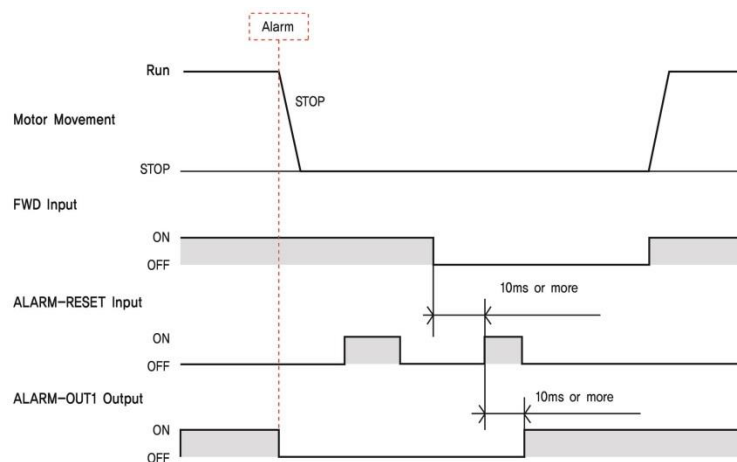 Alarm
Run
STOP
Motor Movement
STOP
FWD Input
ON
OFF
10ms or more
ALARM-RESET Input
ON
OFF
ALARM-OUT1 Output
10ms or more
ON
OFF